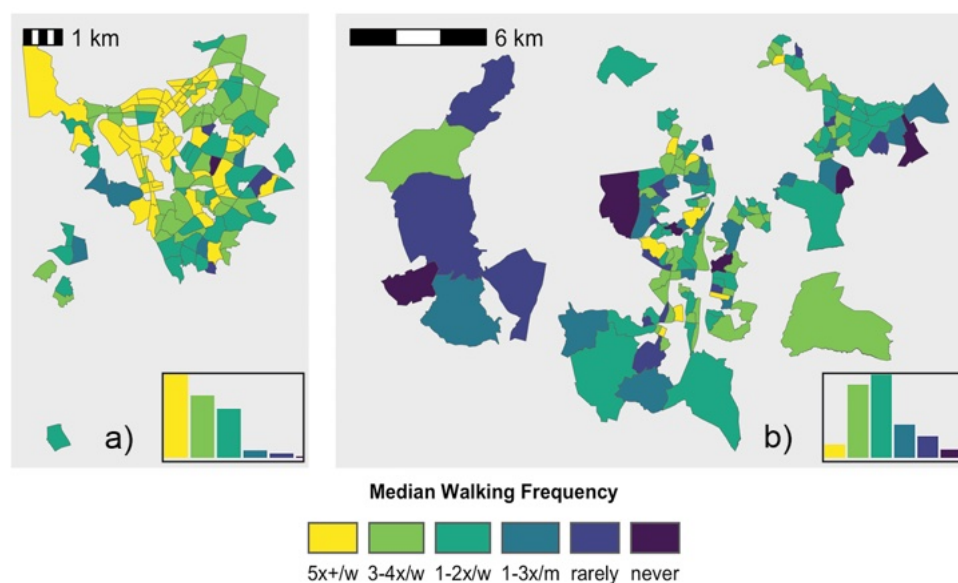 1 km
6 km
a)
b)
Median Walking Frequency
5x+/w 3-4x/w 1-2x/w 1-3x/m rarely never